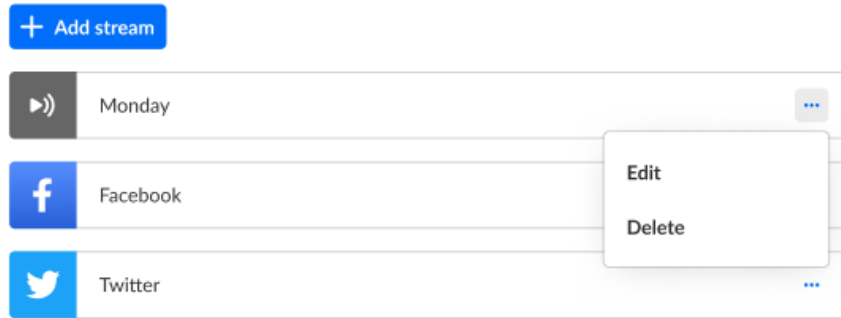 Add stream
Monday
Edit
Facebook
Delete
Twitter